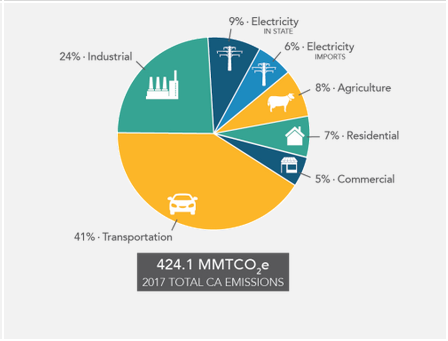 9% · Electricity
IN STATE
6% · Electricity
IMPORTS
24% · Industrial
8% · Agriculture
7% · Residential
5% · Commercial
41% · Transportation
424.1 MMTCO₂e
2017 TOTAL CA EMISSIONS